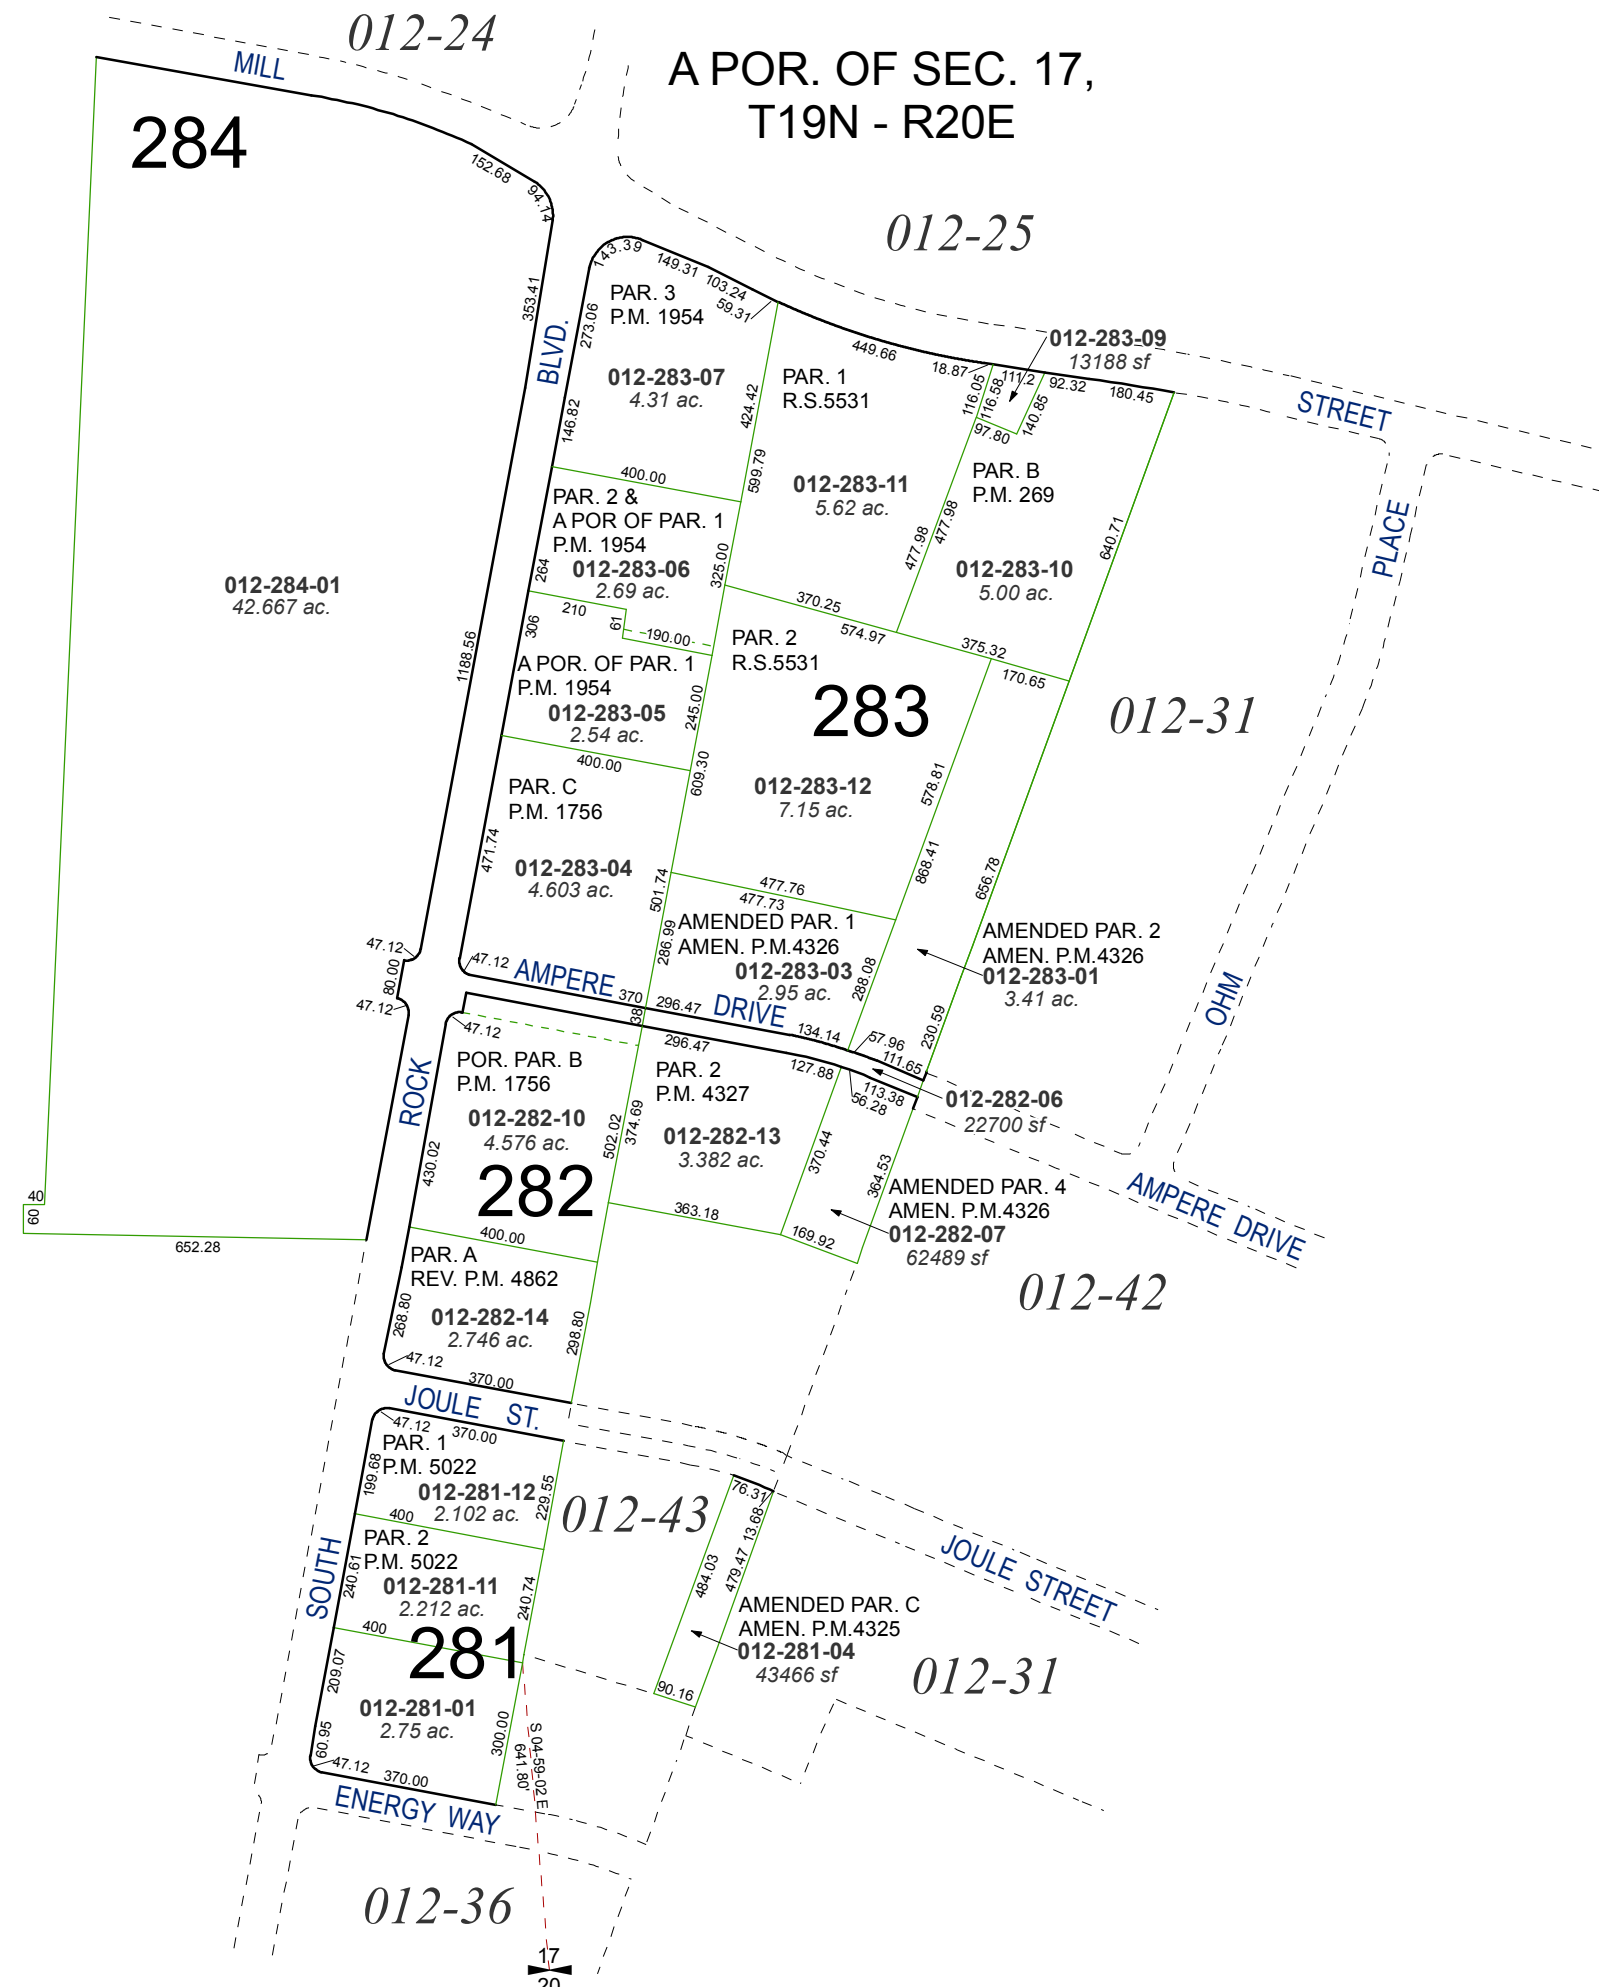 012-24
A POR. OF SEC. 17,
T19N - R20E
MILL
284
152.68
94.14
012-25
143.39
149.31
103.24
59.31
353.41
273.06
BLVD.
PAR. 3
P.M. 1954
012-283-07
4.31 ac.
146.82
424.42
400.00
449.66
18.87
012-283-09
13188 sf
111.2
92.32
180.45
116.05
116.58
140.85
97.80
STREET
PAR. 1
R.S.5531
012-283-11
5.62 ac.
599.79
477.98
477.98
PAR. B
P.M. 269
012-283-10
5.00 ac.
640.71
PLACE
PAR. 2 &
A POR OF PAR. 1
P.M. 1954
012-283-06
2.69 ac.
264
325.00
210
61
190.00
012-284-01
42.667 ac.
1188.56
306
370.25
574.97
375.32
170.65
A POR. OF PAR. 1
P.M. 1954
012-283-05
2.54 ac.
245.00
400.00
PAR. 2
R.S.5531
283
012-283-12
7.15 ac.
609.30
578.81
868.41
656.78
012-31
PAR. C
P.M. 1756
012-283-04
4.603 ac.
471.74
501.74
477.76
477.73
AMENDED PAR. 1
AMEN. P.M.4326
012-283-03
2.95 ac.
286.99
288.08
AMENDED PAR. 2
AMEN. P.M.4326
012-283-01
3.41 ac.
230.59
OHM
47.12
80.00
47.12
47.12
AMPERE
370
38
296.47
DRIVE
134.14
57.96
111.65
47.12
296.47
127.88
113.38
56.28
012-282-06
22700 sf
ROCK
POR. PAR. B
P.M. 1756
012-282-10
4.576 ac.
430.02
502.02
374.69
PAR. 2
P.M. 4327
012-282-13
3.382 ac.
370.44
364.53
282
363.18
169.92
AMENDED PAR. 4
AMEN. P.M.4326
012-282-07
62489 sf
AMPERE DRIVE
40
60
652.28
400.00
PAR. A
REV. P.M. 4862
012-282-14
2.746 ac.
268.80
298.80
47.12
370.00
012-42
JOULE ST.
47.12
370.00
PAR. 1
P.M. 5022
012-281-12
2.102 ac.
199.68
229.55
400
012-43
76.31
13.68
479.47
484.03
JOULE STREET
SOUTH
PAR. 2
P.M. 5022
012-281-11
2.212 ac.
240.61
240.74
400
281
AMENDED PAR. C
AMEN. P.M.4325
012-281-04
43466 sf
90.16
012-31
209.07
012-281-01
2.75 ac.
60.95
300.00
47.12
370.00
S 04-59-02 E
641.80'
ENERGY WAY
012-36
17
20